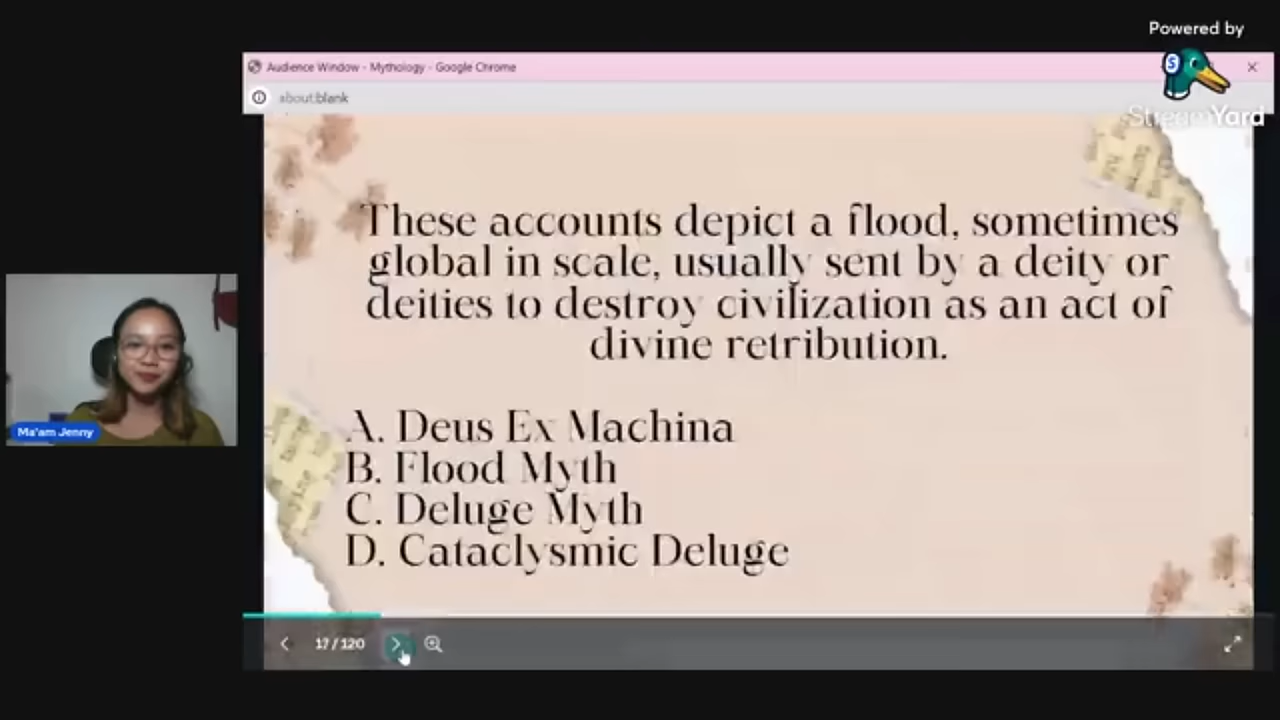 Powered by
StreamYard
Audience Window - Mythology - Google Chrome
about:blank
These accounts depict a flood, sometimes
global in scale, usually sent by a deity or
deities to destroy civilization as an act of
divine retribution.
A. Deus Ex Machina
B. Flood Myth
C. Deluge Myth
D. Cataclysmic Deluge
Ma'am Jenny
17 / 120